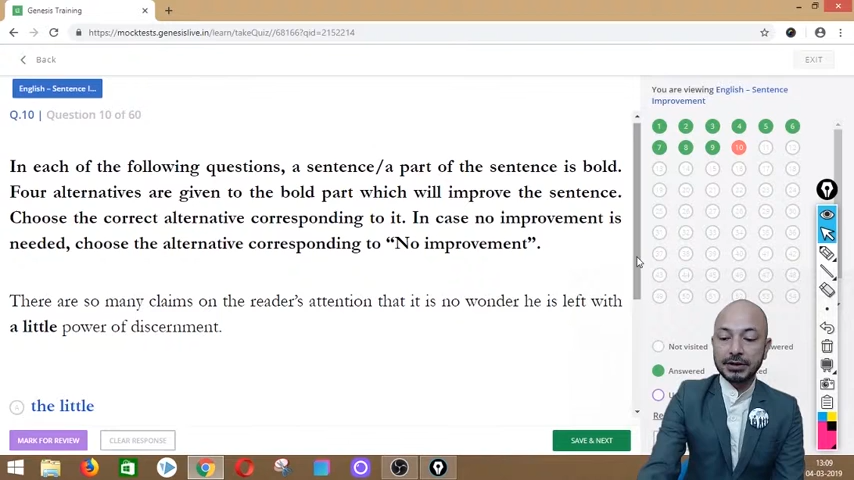 Genesis Training
https://mocktests.genesislive.in/learn/takeQuiz//68166?qid=2152214
Back
EXIT
English – Sentence I...
Q.10 | Question 10 of 60
You are viewing English – Sentence
Improvement
1 2 3 4 5 6
7 8 9 10
In each of the following questions, a sentence/a part of the sentence is bold.
Four alternatives are given to the bold part which will improve the sentence.
Choose the correct alternative corresponding to it. In case no improvement is
needed, choose the alternative corresponding to “No improvement”.
There are so many claims on the reader’s attention that it is no wonder he is left with
a little power of discernment.
Not visited
Answered
the little
MARK FOR REVIEW
CLEAR RESPONSE
SAVE & NEXT
13:09
04-03-2019